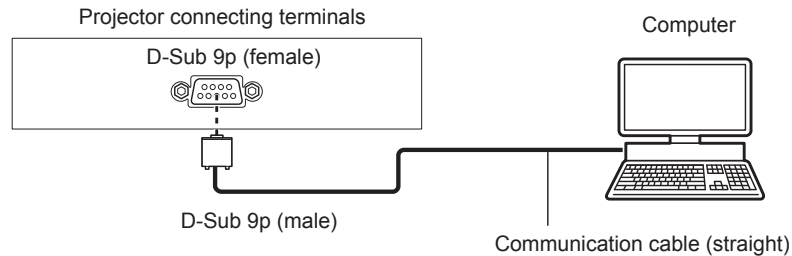 Projector connecting terminals
Computer
D-Sub 9p (female)
D-Sub 9p (male)
Communication cable (straight)